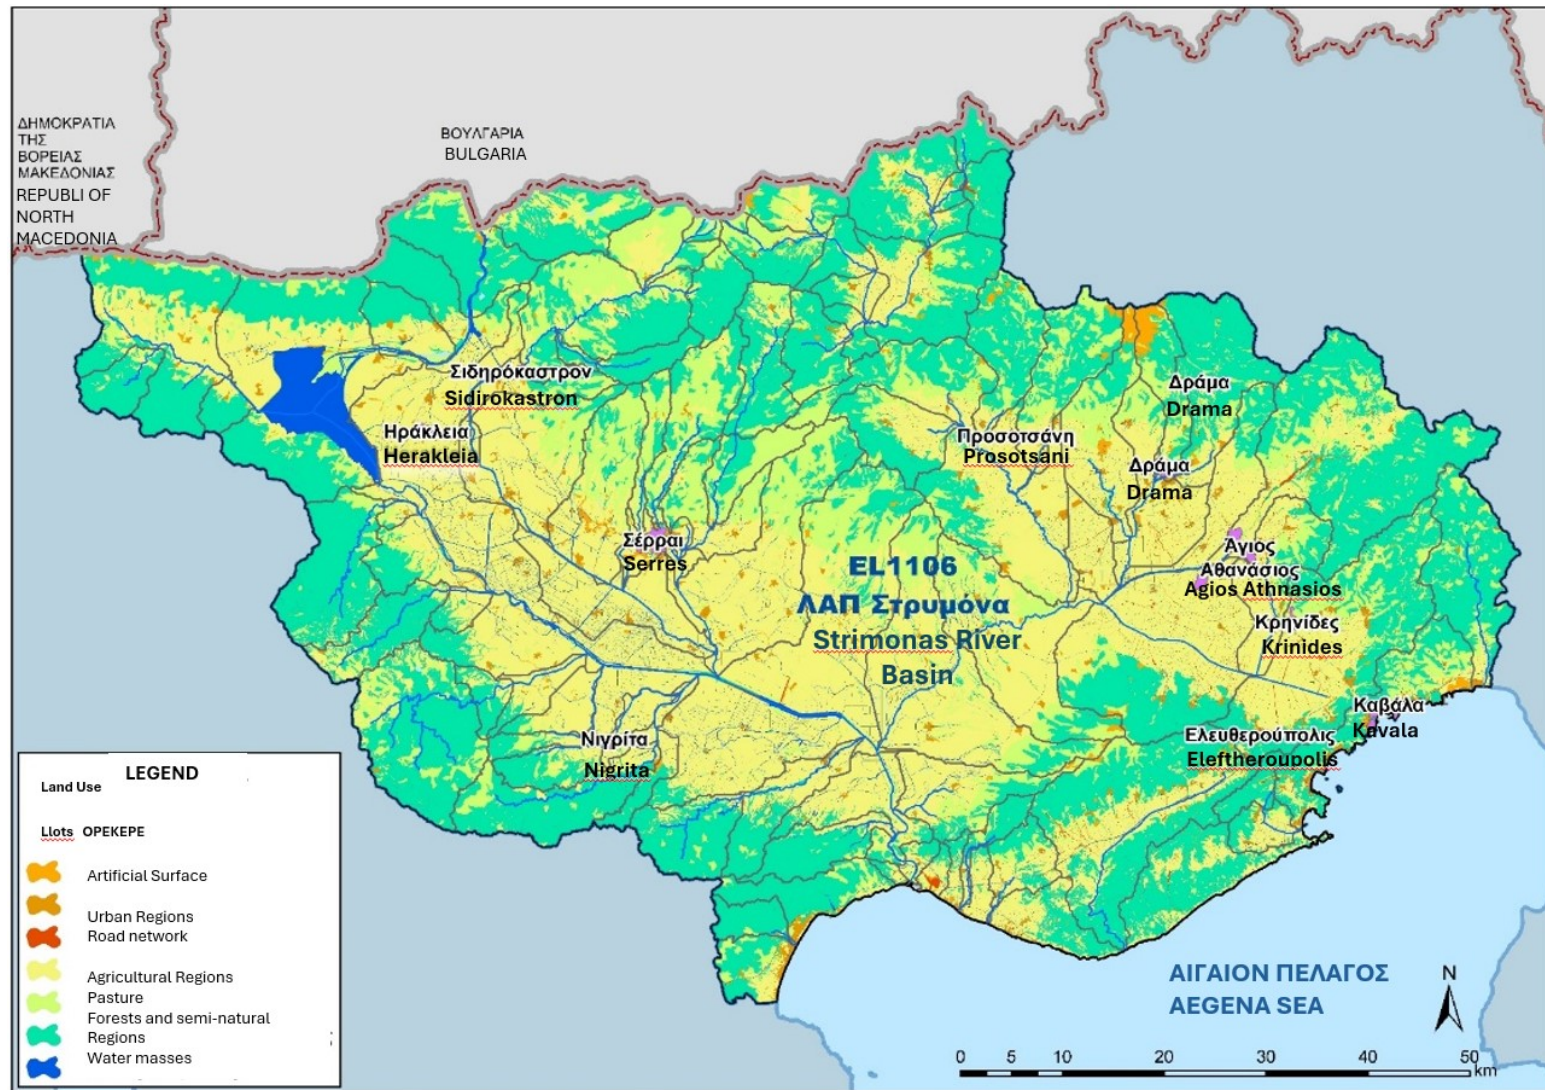 ΔΗΜΟΚΡΑΤΙΑ
ΤΗΣ
ΒΟΡΕΙΑΣ
ΜΑΚΕΔΟΝΙΑΣ
REPUBLI OF
NORTH
MACEDONIA
ΒΟΥΛΓΑΡΙΑ
BULGARIA
Σιδηρόκαστρον
Sidirokastron
Ηράκλεια
Herakleia
Δράμα
Drama
Προσοτσάνη
Prosotsani
Δράμα
Drama
Σέρραι
Serres
EL1106
ΛΑΠ Στρυμόνα
Strimonas River
Basin
Άγιος
Αθανάσιος
Agios Athnasios
Κρηνίδες
Krinides
Καβάλα
Kavala
Ελευθερούπολις
Eleftheroupolis
Νιγρίτα
Nigrita
LEGEND
Land Use
Llots OPEKEPE
Artificial Surface
Urban Regions
Road network
Agricultural Regions
Pasture
Forests and semi-natural
Regions
Water masses
ΑΙΓΑΙΟΝ ΠΕΛΑΓΟΣ
AEGENA SEA
N
0 5 10 20 30 40 50
km